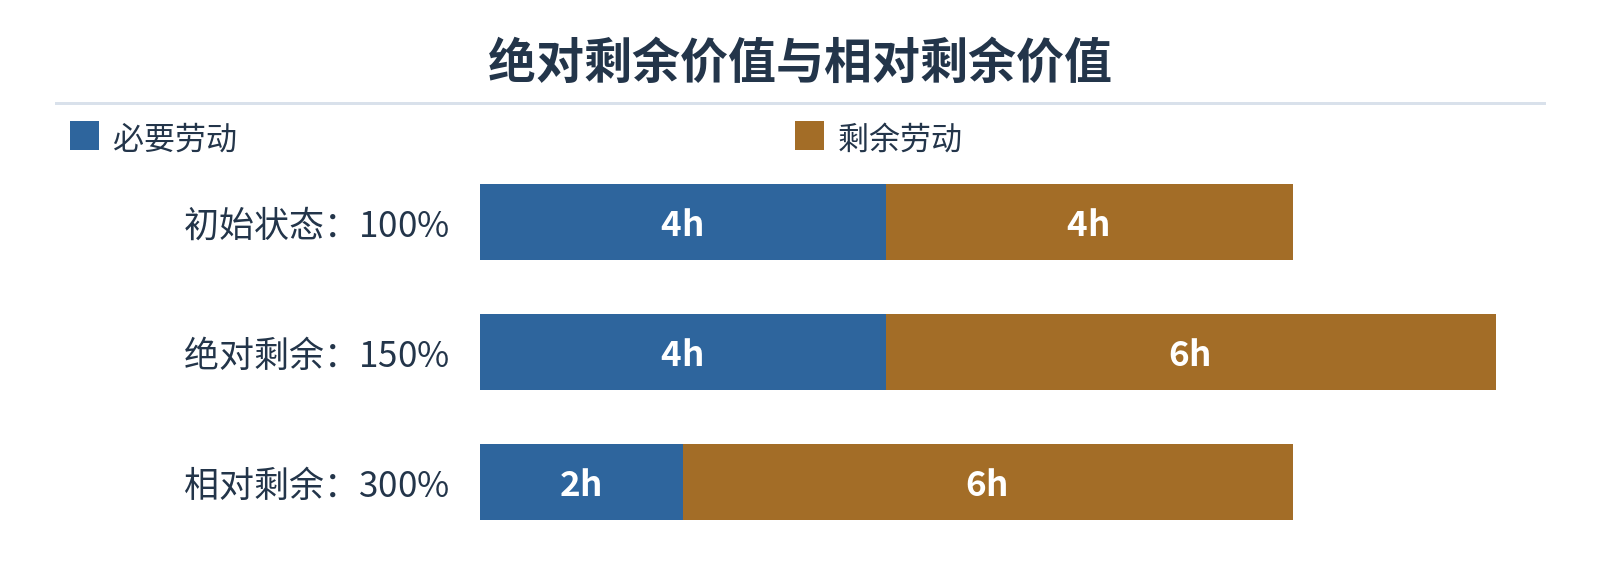 绝对剩余价值与相对剩余价值
必要劳动 剩余劳动
初始状态：100% 4h 4h
绝对剩余：150% 4h 6h
相对剩余：300% 2h 6h